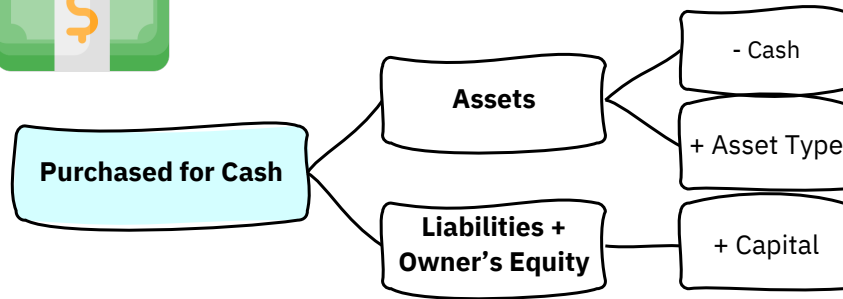 $
- Cash
Assets
+ Asset Type
Purchased for Cash
Liabilities +
Owner's Equity
+ Capital